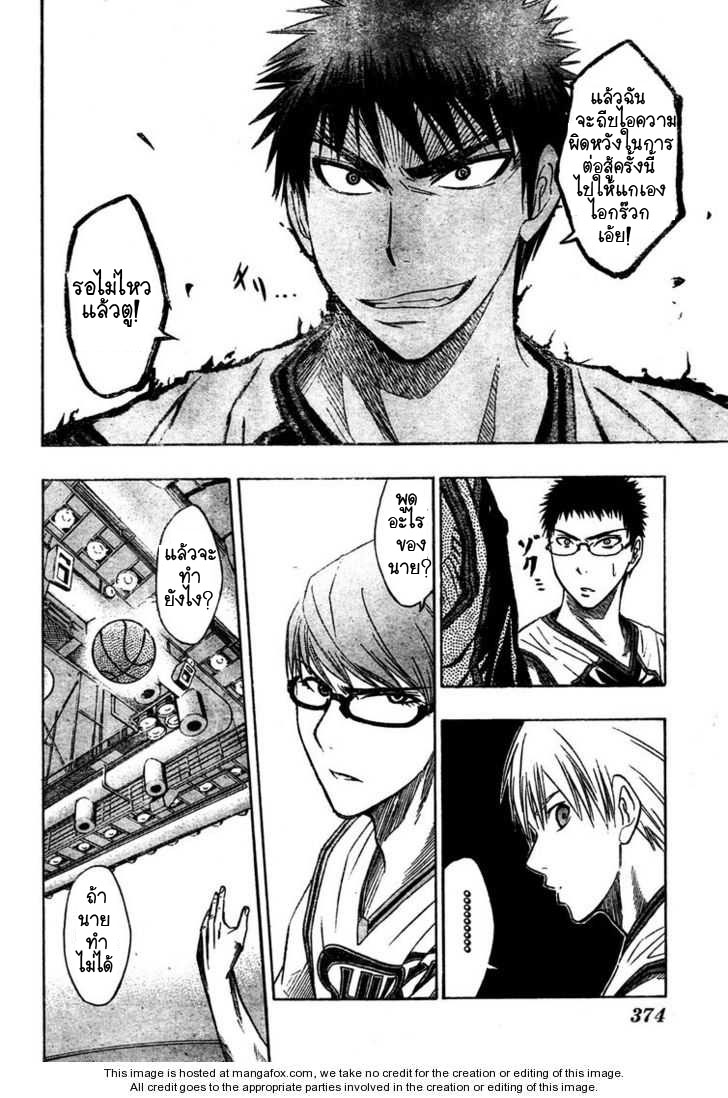 แล้วฉัน
จะถีบไอความ
ผิดหวังในการ
ต่อสู้ครั้งนี้
ไปให้แกเอง
ไอกร๊วก
เอ้ย!
รอไม่ไหว
แล้วตู!
ギリ
ゾク
พูด
อะไร
ของ
นาย?
แล้วจะ
ทำ
ยังไง?
ถ้า
นาย
ทำ
ไม่ได้
374
This image is hosted at mangafox.com, we take no credit for the creation or editing of this image.
All credit goes to the appropriate parties involved in the creation or editing of this image.